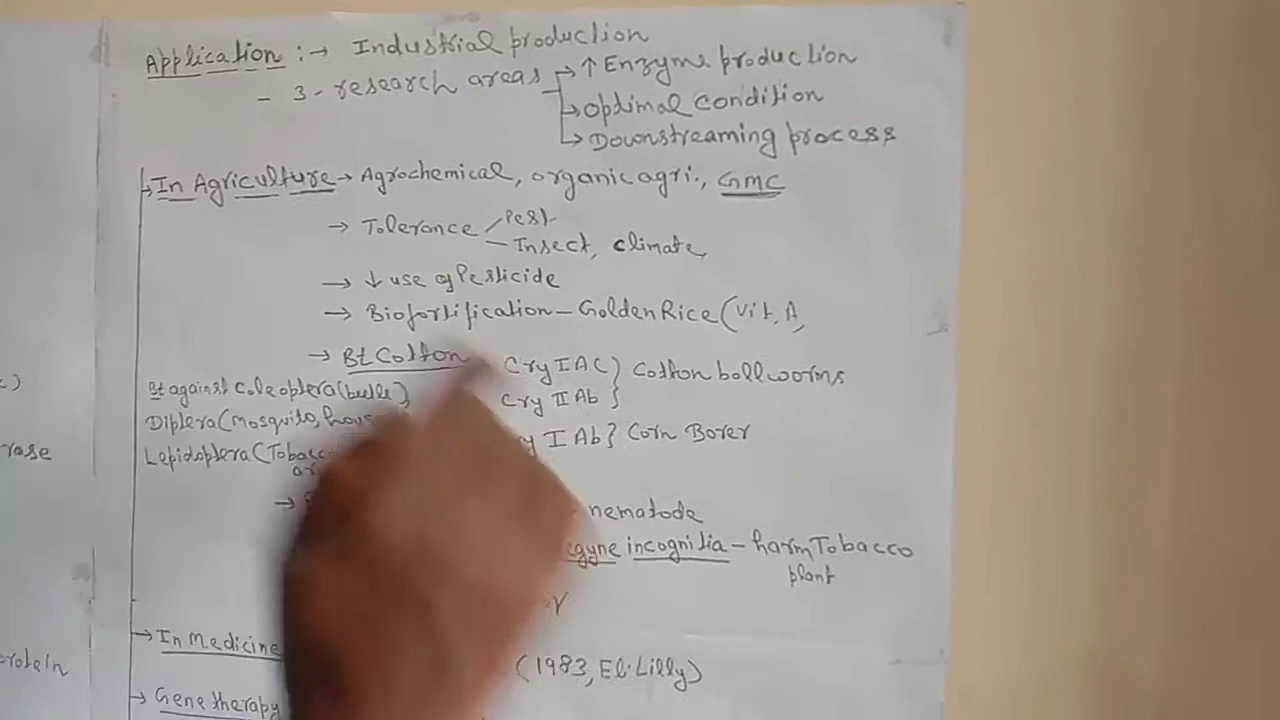 Application :→ Industrial production
- 3-research areas → ↑ Enzyme production
→ optimal condition
→ Downstreaming process
→ In Agriculture → Agrochemical, organic agri., GMC
→ Tolerance / Pest
- Insect, climate,
→ ↓ use of Pesticide
→ Biofortification - Golden Rice (Vit, A,
→ Bt Cotton Cry I AC } Cotton bollworms
Cry II Ab }
Bt against Coleoptera (beetle),
Diptera (Mosquito,
I Ab } Corn Borer
Lepidoptera
nematode
incognitia - harm Tobacco
plant
→ In Medicine
(1983, Eli Lilly)
→ Gene therapy
protein